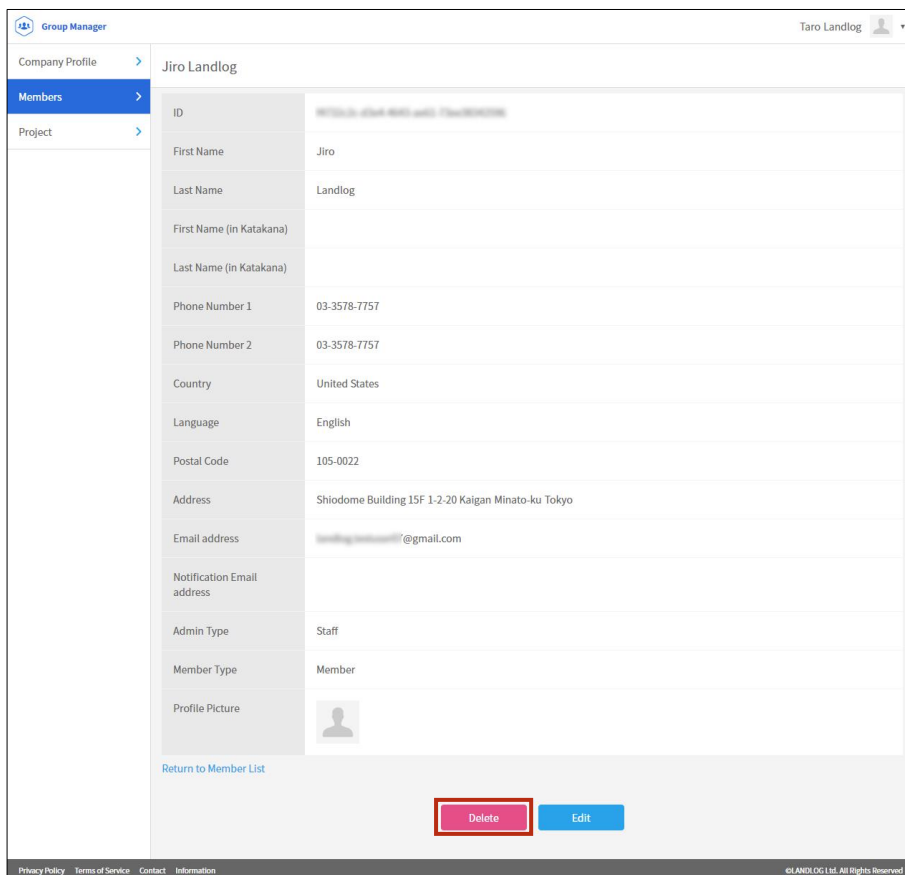 Group Manager
Taro Landlog
Company Profile
Members
Project
Jiro Landlog
ID
First Name Jiro
Last Name Landlog
First Name (in Katakana)
Last Name (in Katakana)
Phone Number 1 03-3578-7757
Phone Number 2 03-3578-7757
Country United States
Language English
Postal Code 105-0022
Address Shiodome Building 15F 1-2-20 Kaigan Minato-ku Tokyo
Email address @gmail.com
Notification Email
address
Admin Type Staff
Member Type Member
Profile Picture
Return to Member List
Delete Edit
Privacy Policy Terms of Service Contact Information ©LANDLOG Ltd. All Rights Reserved